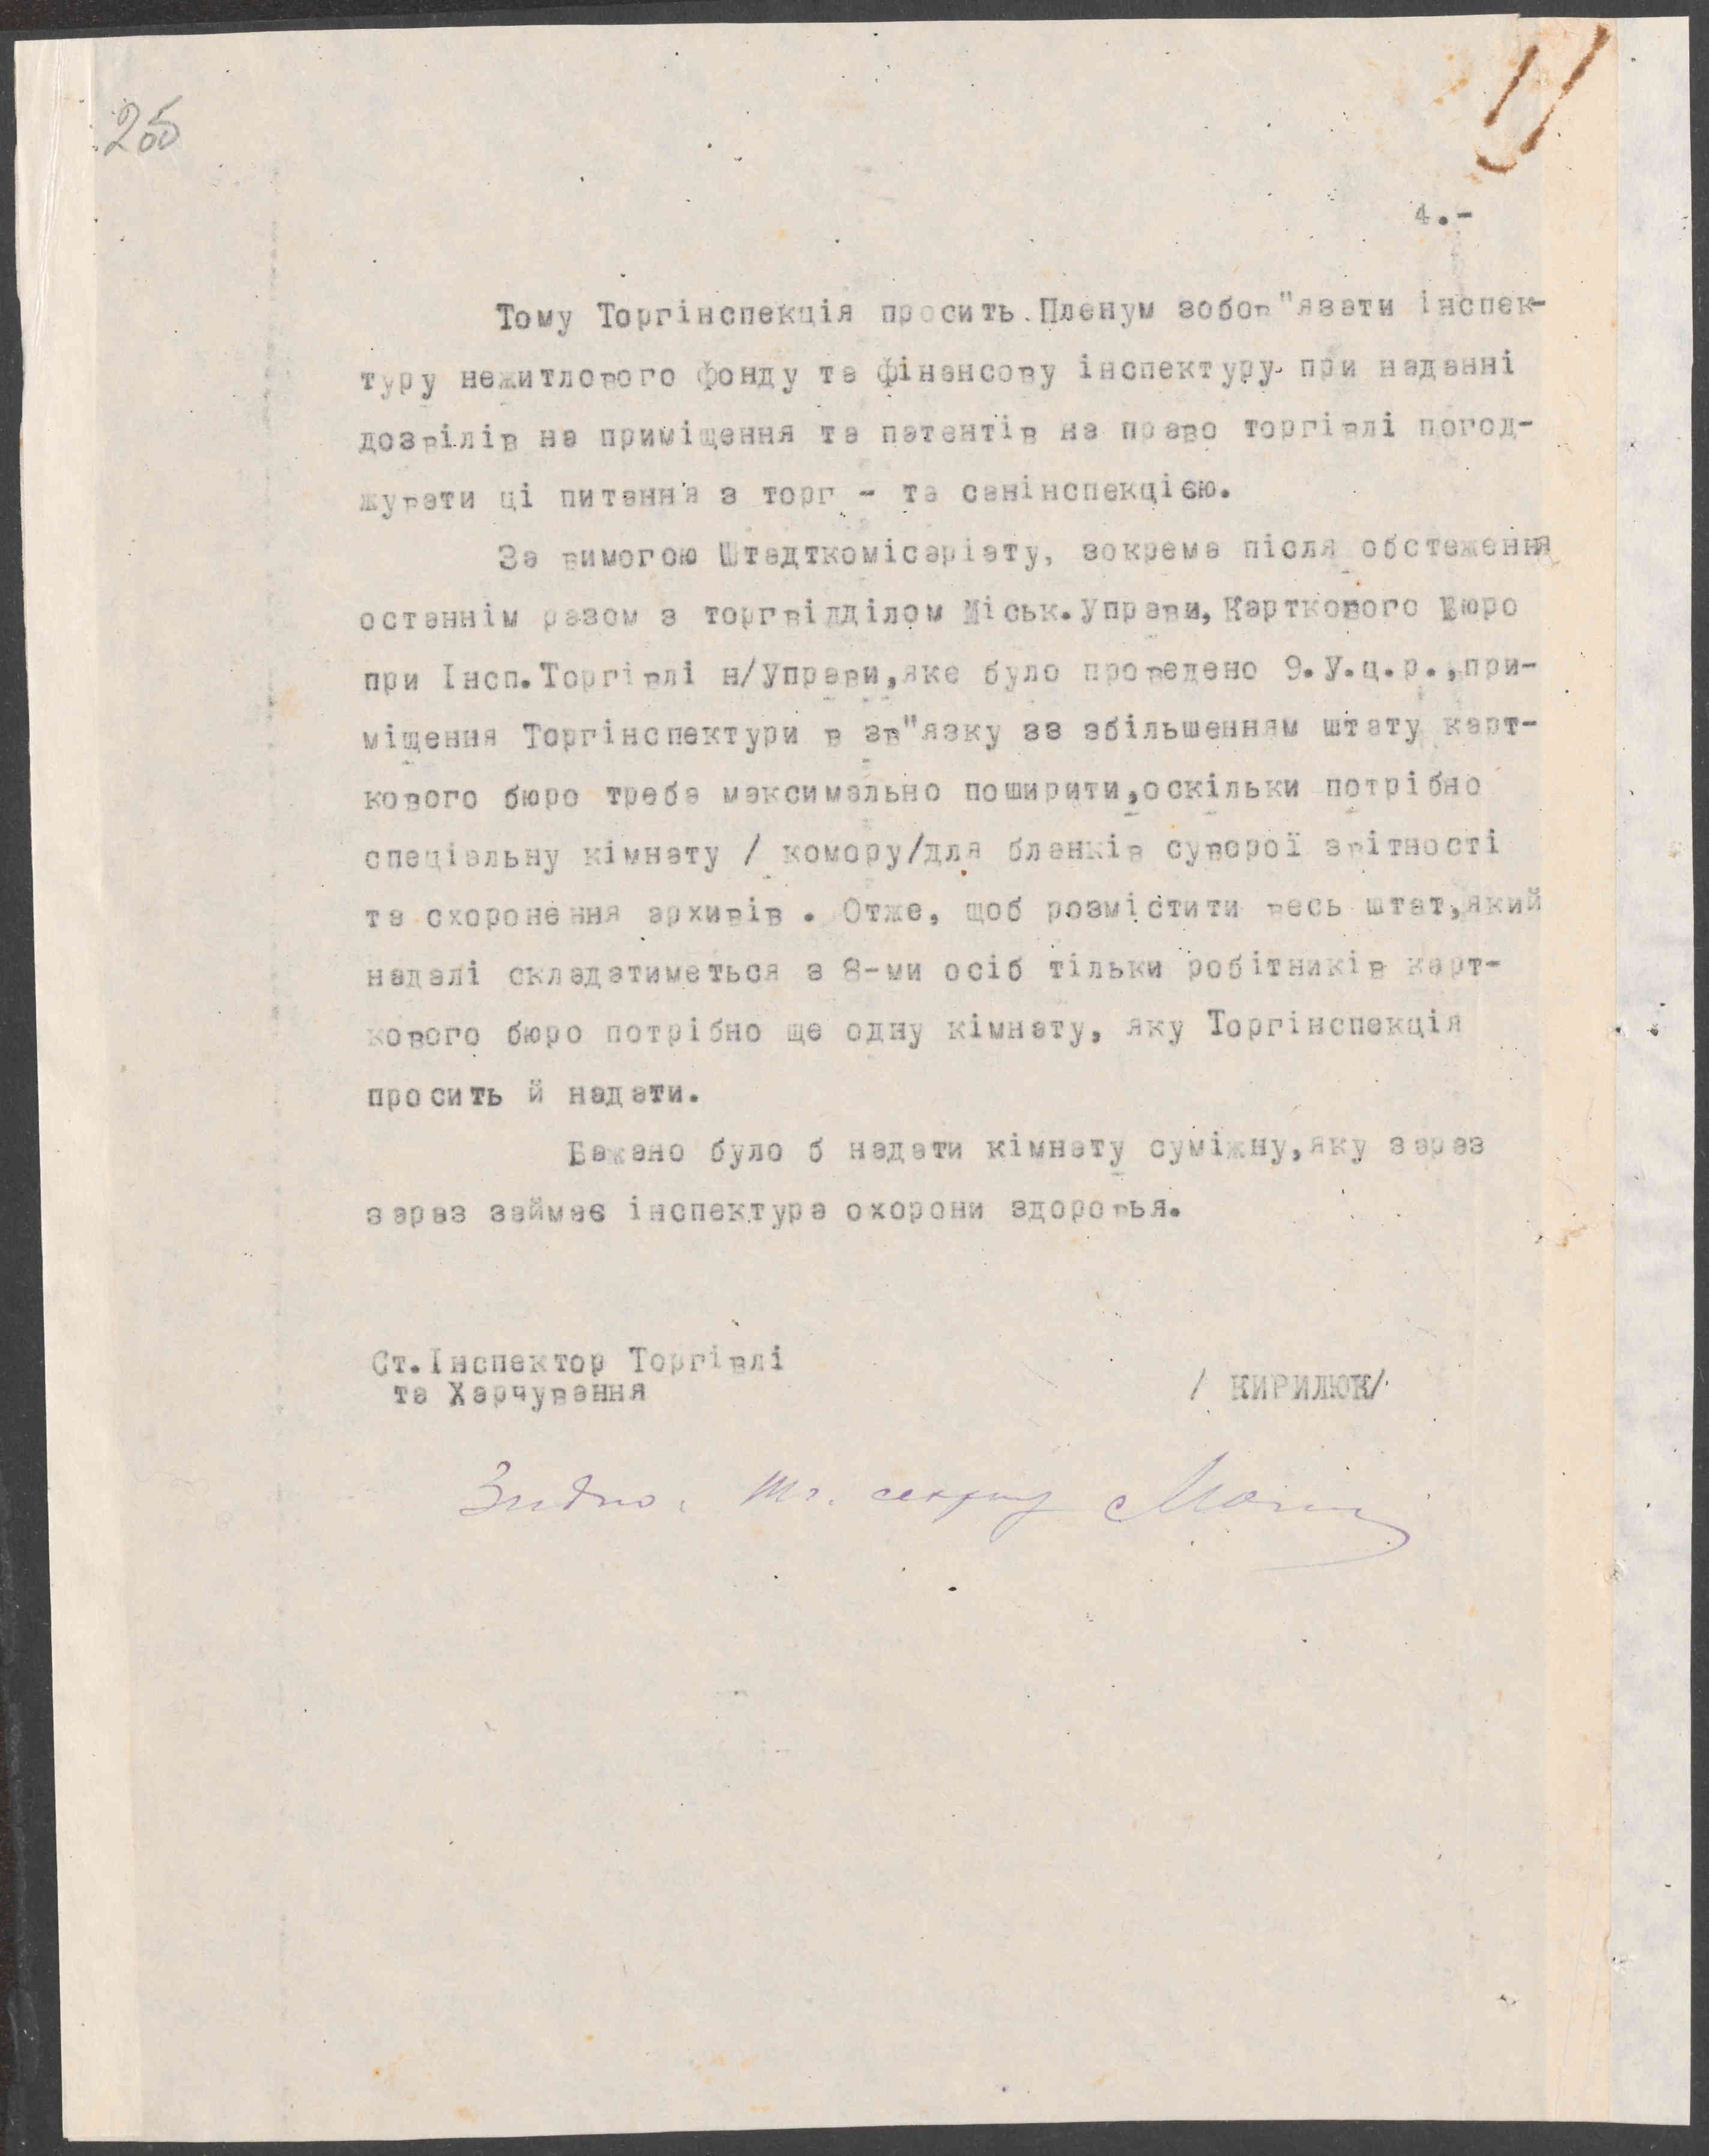 4.-
Тому Торгінспекція просить Пленум зобов"язати інспек-
туру нежитлового фонду та фінансову інспектуру при наданні
дозвілів на приміщення та патентів на право торгівлі погод-
жувати ці питання з торг - та санінспекцією.
За вимогою Штадткомісаріату, зокрема після обстеження
останнім разом з торгвідділом Міськ.Управи, Карткового Бюро
при Інсп.Торгівлі н/Управи,яке було проведено 9.У.ц.р.,при-
міщення Торгінспектури в зв"язку зз збільшенням штату карт-
кового бюро треба максимально поширити,оскільки потрібно
спеціальну кімнату / комору/для бланків суворої звітності
та схоронення архивів . Отже, щоб розмістити весь штат,який
надалі складатиметься з 8-ми осіб тільки робітників карт-
кового бюро потрібно ще одну кімнату, яку Торгінспекція
просить й надати.
Бажано було б надати кімнату суміжну,яку зараз
зараз займає інспектура охорони здоровья.
Ст.Інспектор Торгівлі
та Харчування
/ КИРИЛЮК/